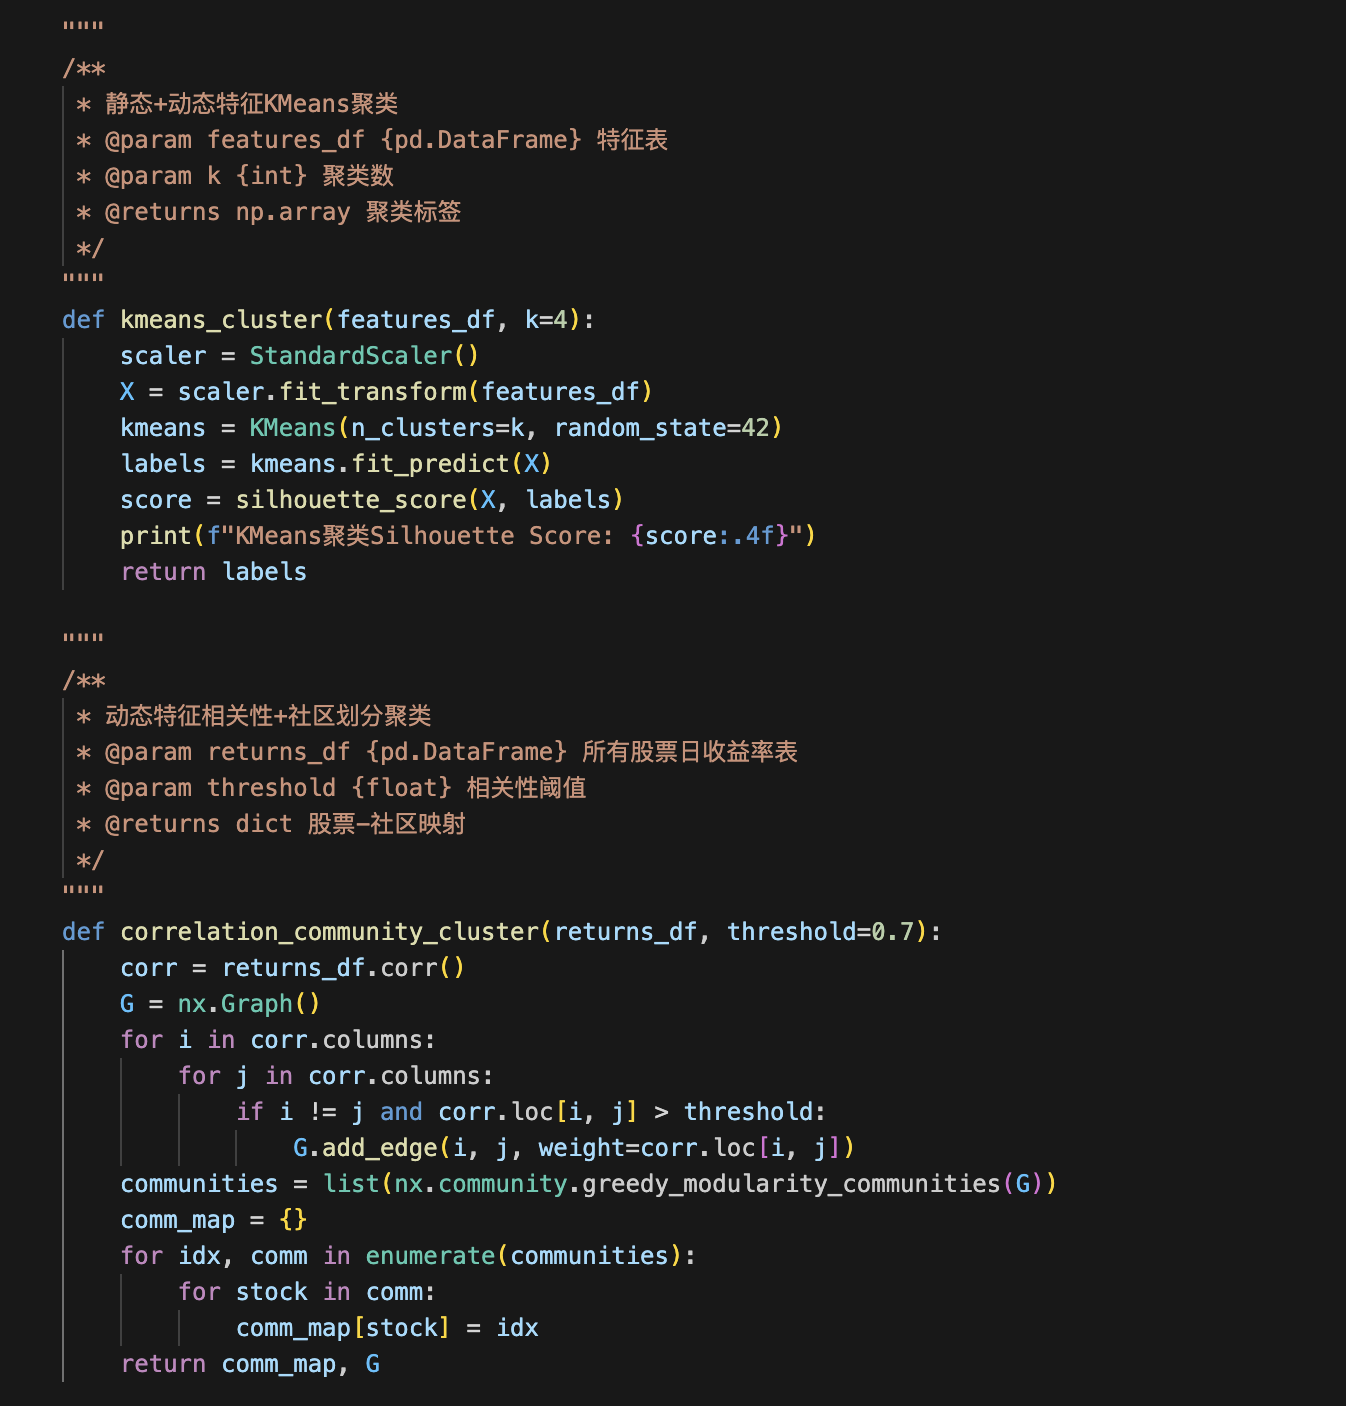 """
/**
 * 静态+动态特征KMeans聚类
 * @param features_df {pd.DataFrame} 特征表
 * @param k {int} 聚类数
 * @returns np.array 聚类标签
 */
"""
def kmeans_cluster(features_df, k=4):
    scaler = StandardScaler()
    X = scaler.fit_transform(features_df)
    kmeans = KMeans(n_clusters=k, random_state=42)
    labels = kmeans.fit_predict(X)
    score = silhouette_score(X, labels)
    print(f"KMeans聚类Silhouette Score: {score:.4f}")
    return labels

"""
/**
 * 动态特征相关性+社区划分聚类
 * @param returns_df {pd.DataFrame} 所有股票日收益率表
 * @param threshold {float} 相关性阈值
 * @returns dict 股票-社区映射
 */
"""
def correlation_community_cluster(returns_df, threshold=0.7):
    corr = returns_df.corr()
    G = nx.Graph()
    for i in corr.columns:
        for j in corr.columns:
            if i != j and corr.loc[i, j] > threshold:
                G.add_edge(i, j, weight=corr.loc[i, j])
    communities = list(nx.community.greedy_modularity_communities(G))
    comm_map = {}
    for idx, comm in enumerate(communities):
        for stock in comm:
            comm_map[stock] = idx
    return comm_map, G